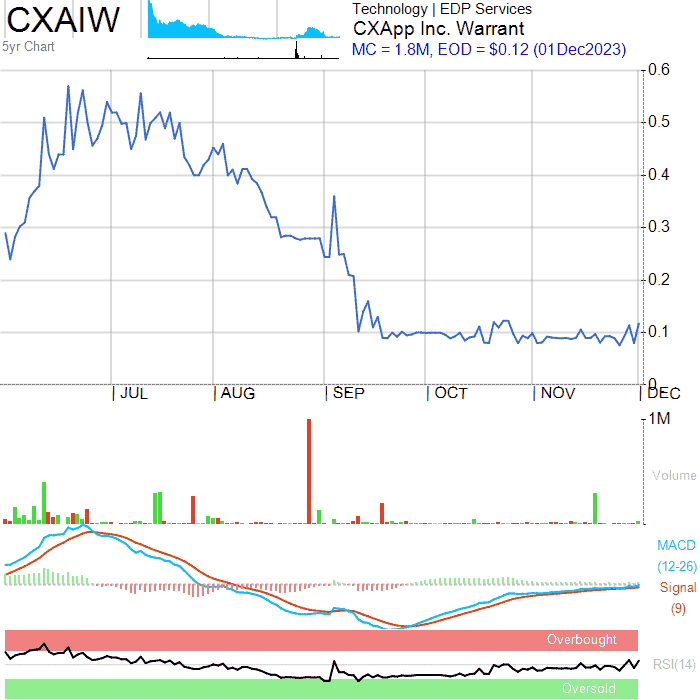 CXAIW
5yr Chart
Technology | EDP Services
CXApp Inc. Warrant
MC = 1.8M, EOD = $0.12 (01Dec2023)
0.6
0.5
0.4
0.3
0.2
0.1
0
| JUL | AUG | SEP | OCT | NOV | DEC
1M
Volume
MACD
(12-26)
Signal
(9)
Overbought
RSI(14)
Oversold